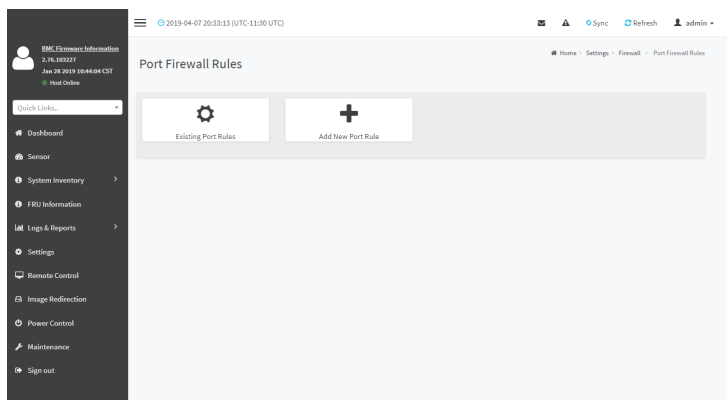 2019-04-07 20:33:13 (UTC-11:30 UTC)
Sync
Refresh
admin
BMC Firmware Information
2.76.103227
Jan 28 2019 10:44:04 CST
Host Online
Quick Links..
Dashboard
Sensor
System Inventory
FRU Information
Logs & Reports
Settings
Remote Control
Image Redirection
Power Control
Maintenance
Sign out
Port Firewall Rules
Home > Settings > Firewall > Port Firewall Rules
Existing Port Rules
Add New Port Rule